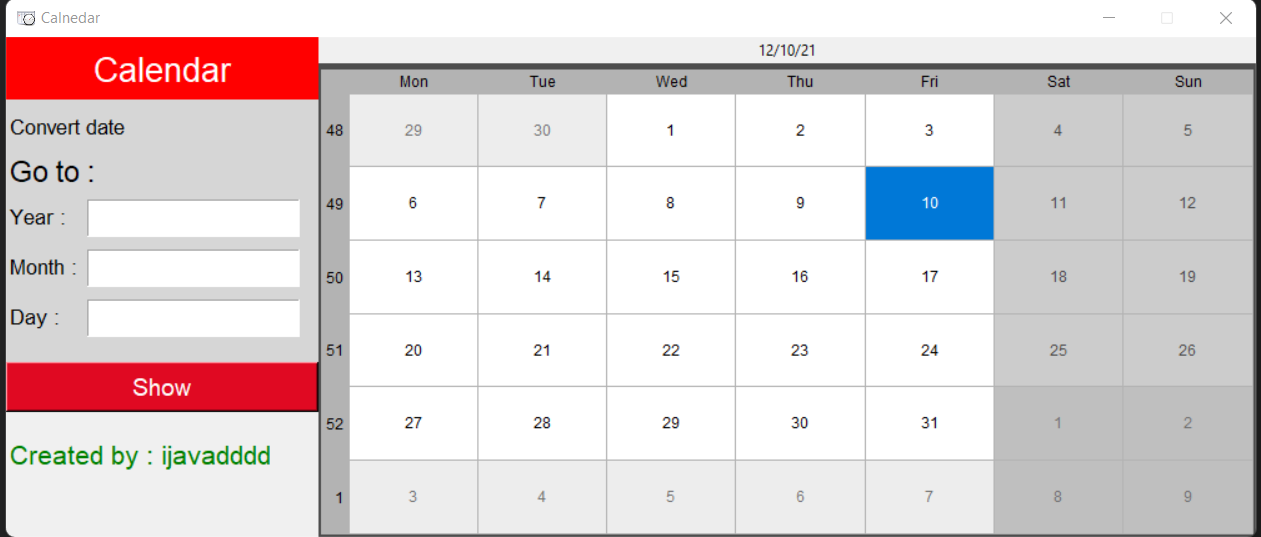 Calnedar
Calendar
Convert date
Go to :
Year :
Month :
Day :
Show
Created by : ijavadddd
12/10/21
Mon Tue Wed Thu Fri Sat Sun
48 29 30 1 2 3 4 5
49 6 7 8 9 10 11 12
50 13 14 15 16 17 18 19
51 20 21 22 23 24 25 26
52 27 28 29 30 31 1 2
1 3 4 5 6 7 8 9